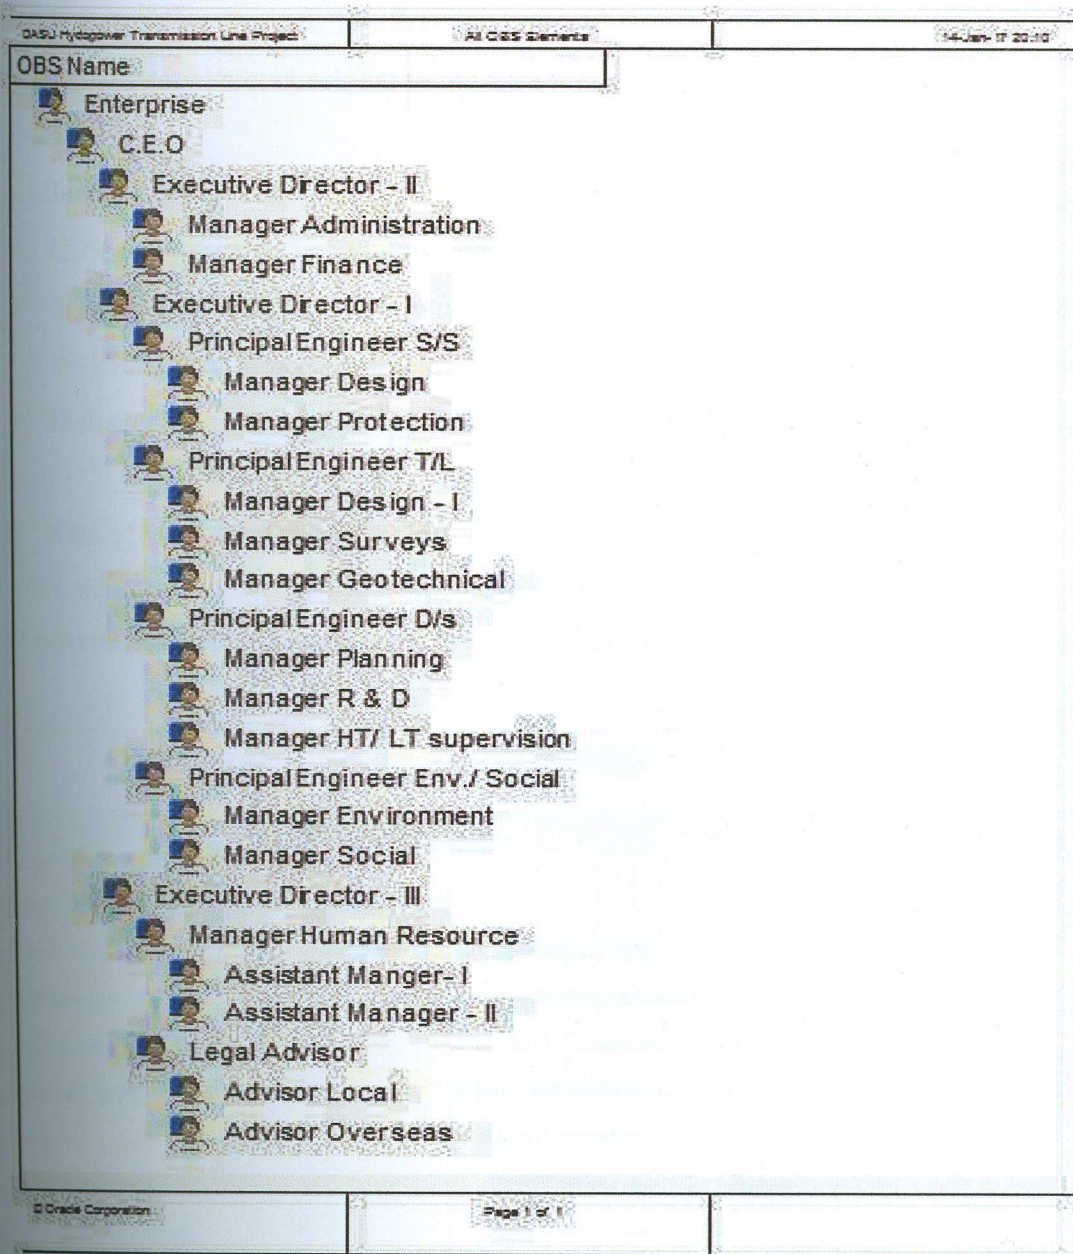 DASU Hydopower Transmission Line Project
All OBS Elements
14-Jan-17 20:10
OBS Name
Enterprise
C.E.O
Executive Director - II
Manager Administration
Manager Finance
Executive Director - I
Principal Engineer S/S
Manager Design
Manager Protection
Principal Engineer T/L
Manager Design - I
Manager Surveys
Manager Geotechnical
Principal Engineer D/s
Manager Planning
Manager R & D
Manager HT/ LT supervision
Principal Engineer Env./ Social
Manager Environment
Manager Social
Executive Director - III
Manager Human Resource
Assistant Manger- I
Assistant Manager - II
Legal Advisor
Advisor Local
Advisor Overseas
© Oracle Corporation
Page 1 of 1